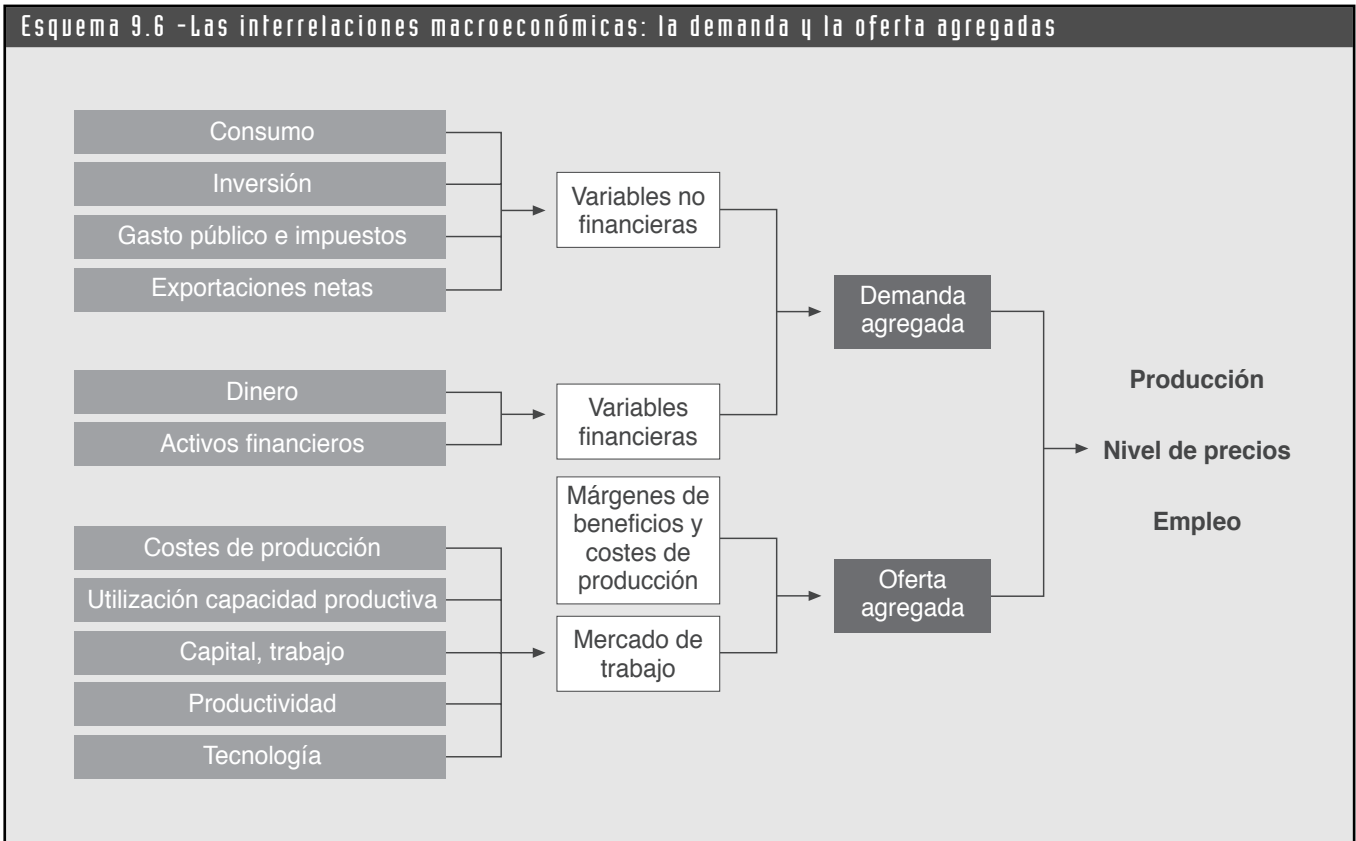 Esquema 9.6 -Las interrelaciones macroeconómicas: la demanda y la oferta agregadas
Consumo
Inversión
Gasto público e impuestos
Exportaciones netas
Variables no
financieras
Dinero
Activos financieros
Variables
financieras
Demanda
agregada
Costes de producción
Utilización capacidad productiva
Capital, trabajo
Productividad
Tecnología
Márgenes de
beneficios y
costes de
producción
Mercado de
trabajo
Oferta
agregada
Producción
Nivel de precios
Empleo